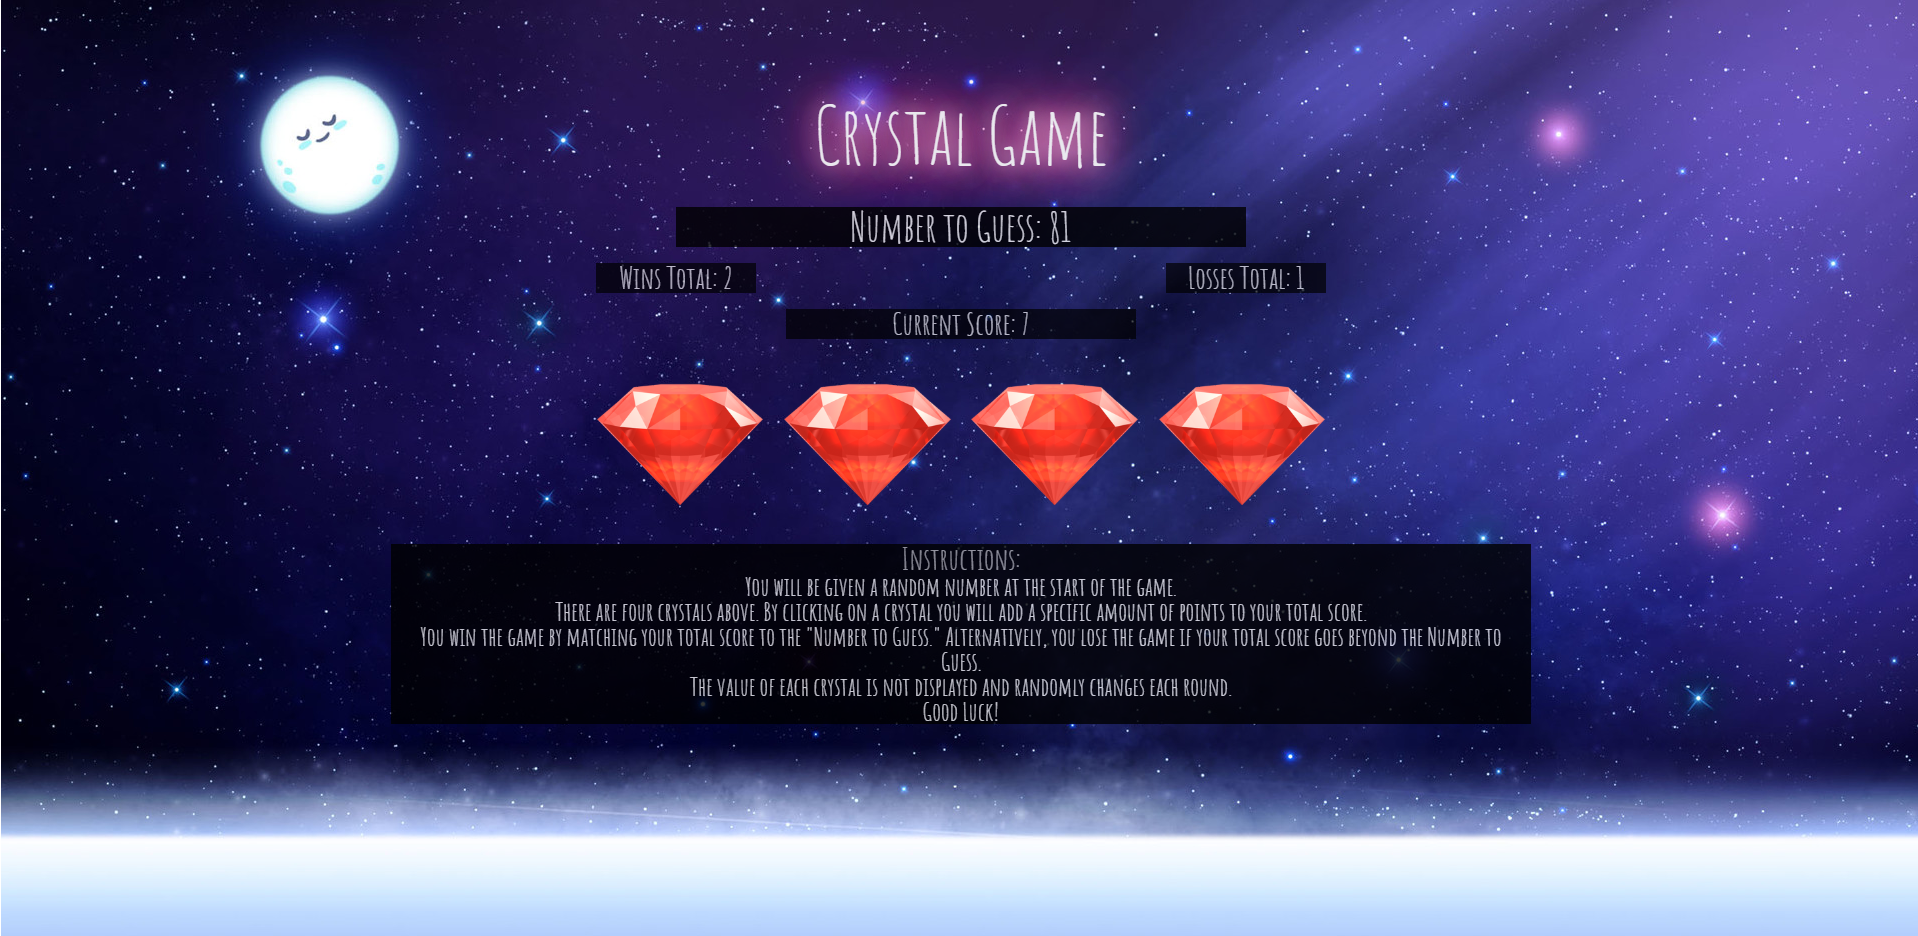 Crystal Game
Number to Guess: 81
Wins Total: 2
Losses Total: 1
Current Score: 7
Instructions:
You will be given a random number at the start of the game.
There are four crystals above. By clicking on a crystal you will add a specific amount of points to your total score.
You win the game by matching your total score to the "Number to Guess." Alternatively, you lose the game if your total score goes beyond the Number to
Guess.
The value of each crystal is not displayed and randomly changes each round.
Good Luck!